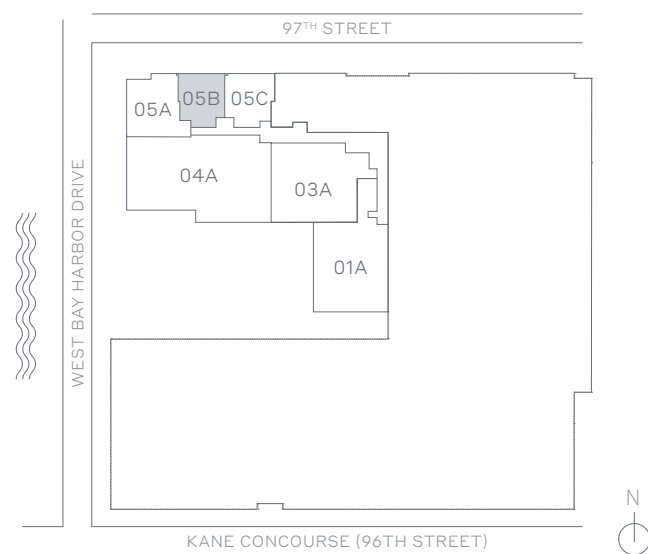 97TH STREET
05A
05B
05C
04A
03A
01A
WEST BAY HARBOR DRIVE
N
KANE CONCOURSE (96TH STREET)